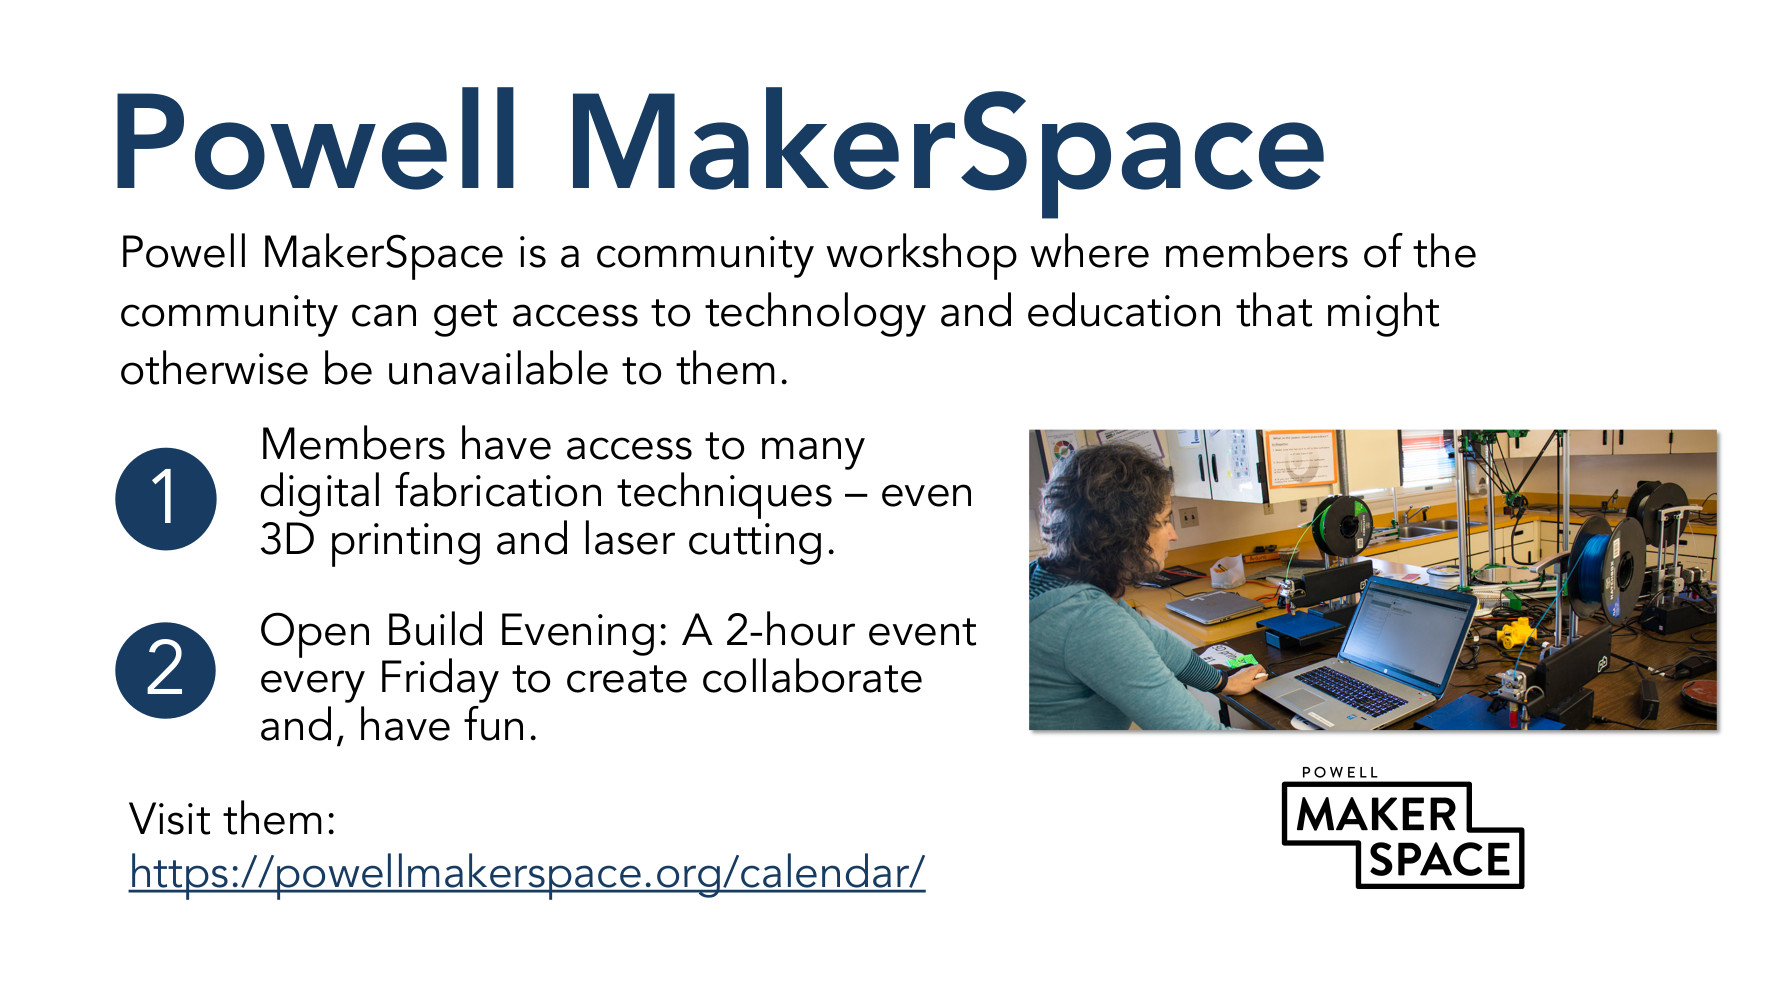 Powell MakerSpace
Powell MakerSpace is a community workshop where members of the
community can get access to technology and education that might
otherwise be unavailable to them.
1
Members have access to many
digital fabrication techniques – even
3D printing and laser cutting.
2
Open Build Evening: A 2-hour event
every Friday to create collaborate
and, have fun.
Visit them:
https://powellmakerspace.org/calendar/
POWELL
MAKER
SPACE